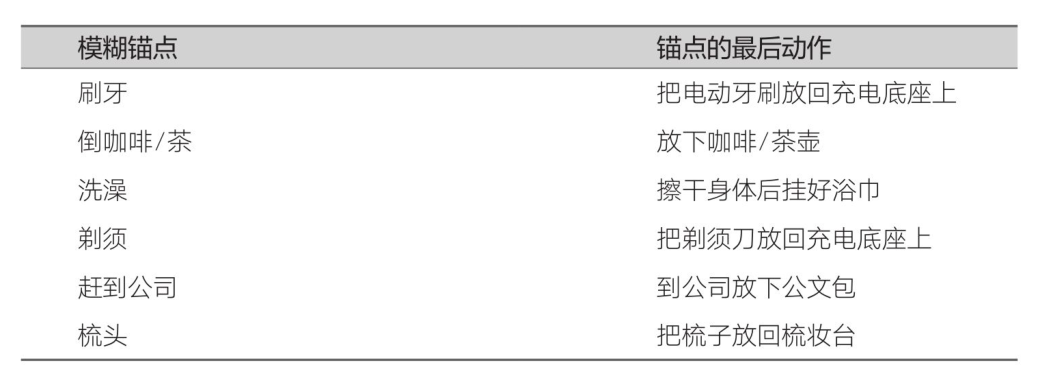 模糊锚点 锚点的最后动作
刷牙 把电动牙刷放回充电底座上
倒咖啡/茶 放下咖啡/茶壶
洗澡 擦干身体后挂好浴巾
剃须 把剃须刀放回充电底座上
赶到公司 到公司放下公文包
梳头 把梳子放回梳妆台